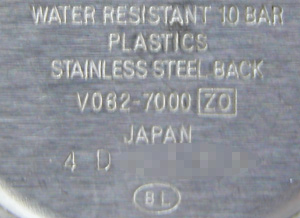 WATER RESISTANT 10 BAR
PLASTICS
STAINLESS STEEL BACK
V062-7000 ZO
JAPAN
4 D
BL